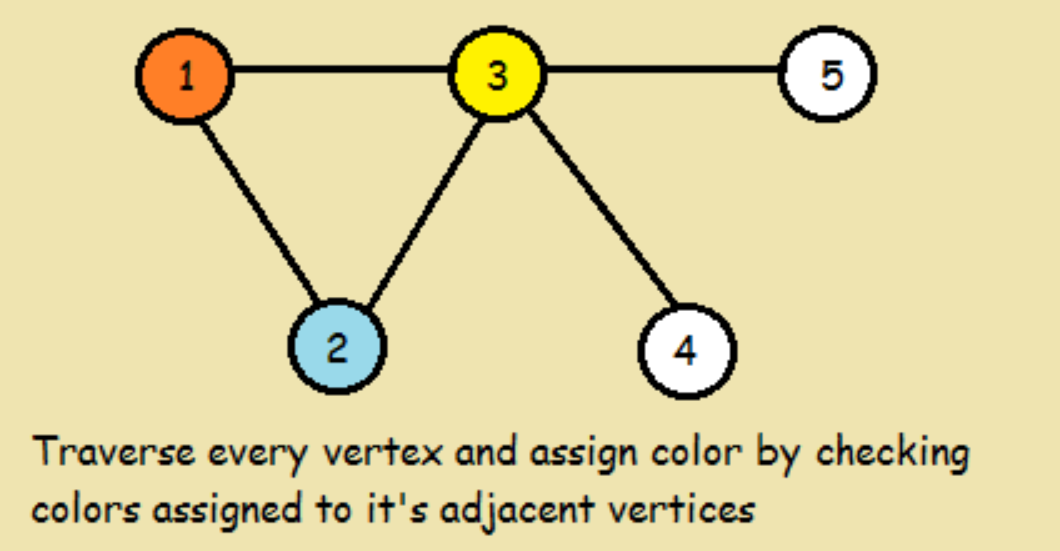 1 3 5
2 4
Traverse every vertex and assign color by checking
colors assigned to it's adjacent vertices